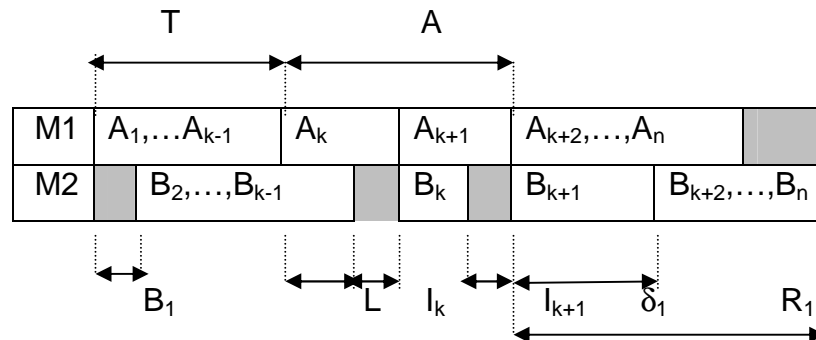 T A
M1 A₁,…Aₖ₋₁ Aₖ Aₖ₊₁ Aₖ₊₂,…,Aₙ
M2 B₂,…,Bₖ₋₁ Bₖ Bₖ₊₁ Bₖ₊₂,…,Bₙ
B₁ L Iₖ Iₖ₊₁ δ₁ R₁